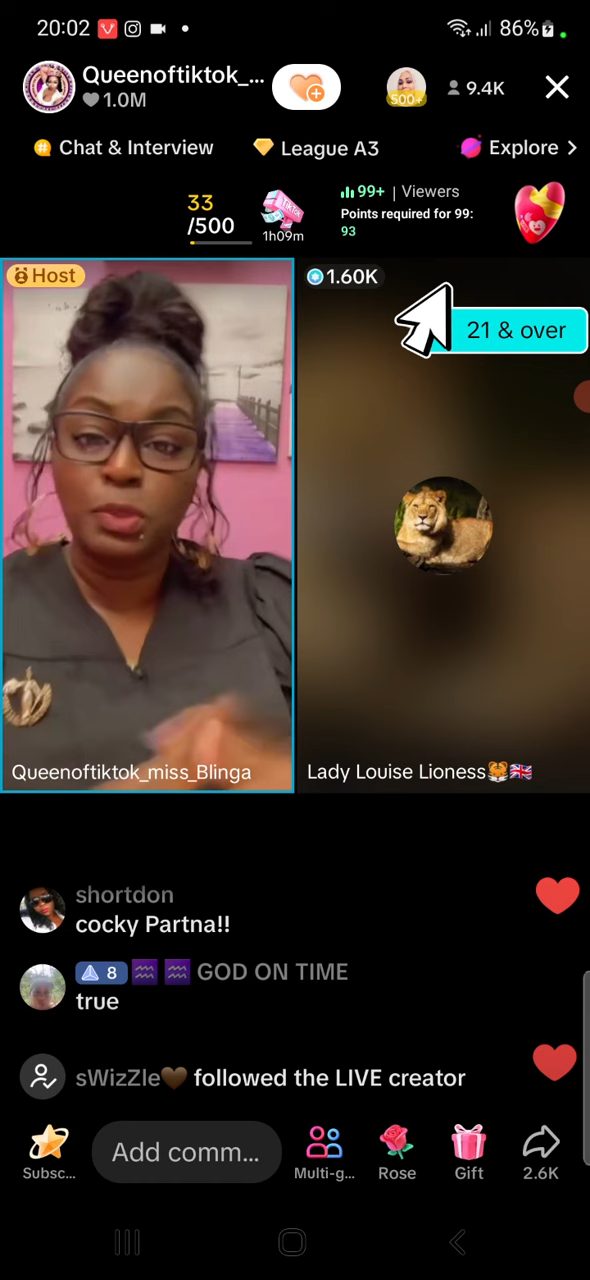 20:02
86%
Queenoftiktok_...
1.0M
500+
9.4K
Chat & Interview
League A3
Explore
33
/500
TIKTOK
1h09m
99+ | Viewers
Points required for 99:
93
Host
1.60K
21 & over
Queenoftiktok_miss_Blinga
Lady Louise Lioness🐯🇬🇧
shortdon
cocky Partna!!
8 ♒ ♒ GOD ON TIME
true
sWizZle🤎 followed the LIVE creator
Subsc...
Add comm...
Multi-g...
Rose
Gift
2.6K